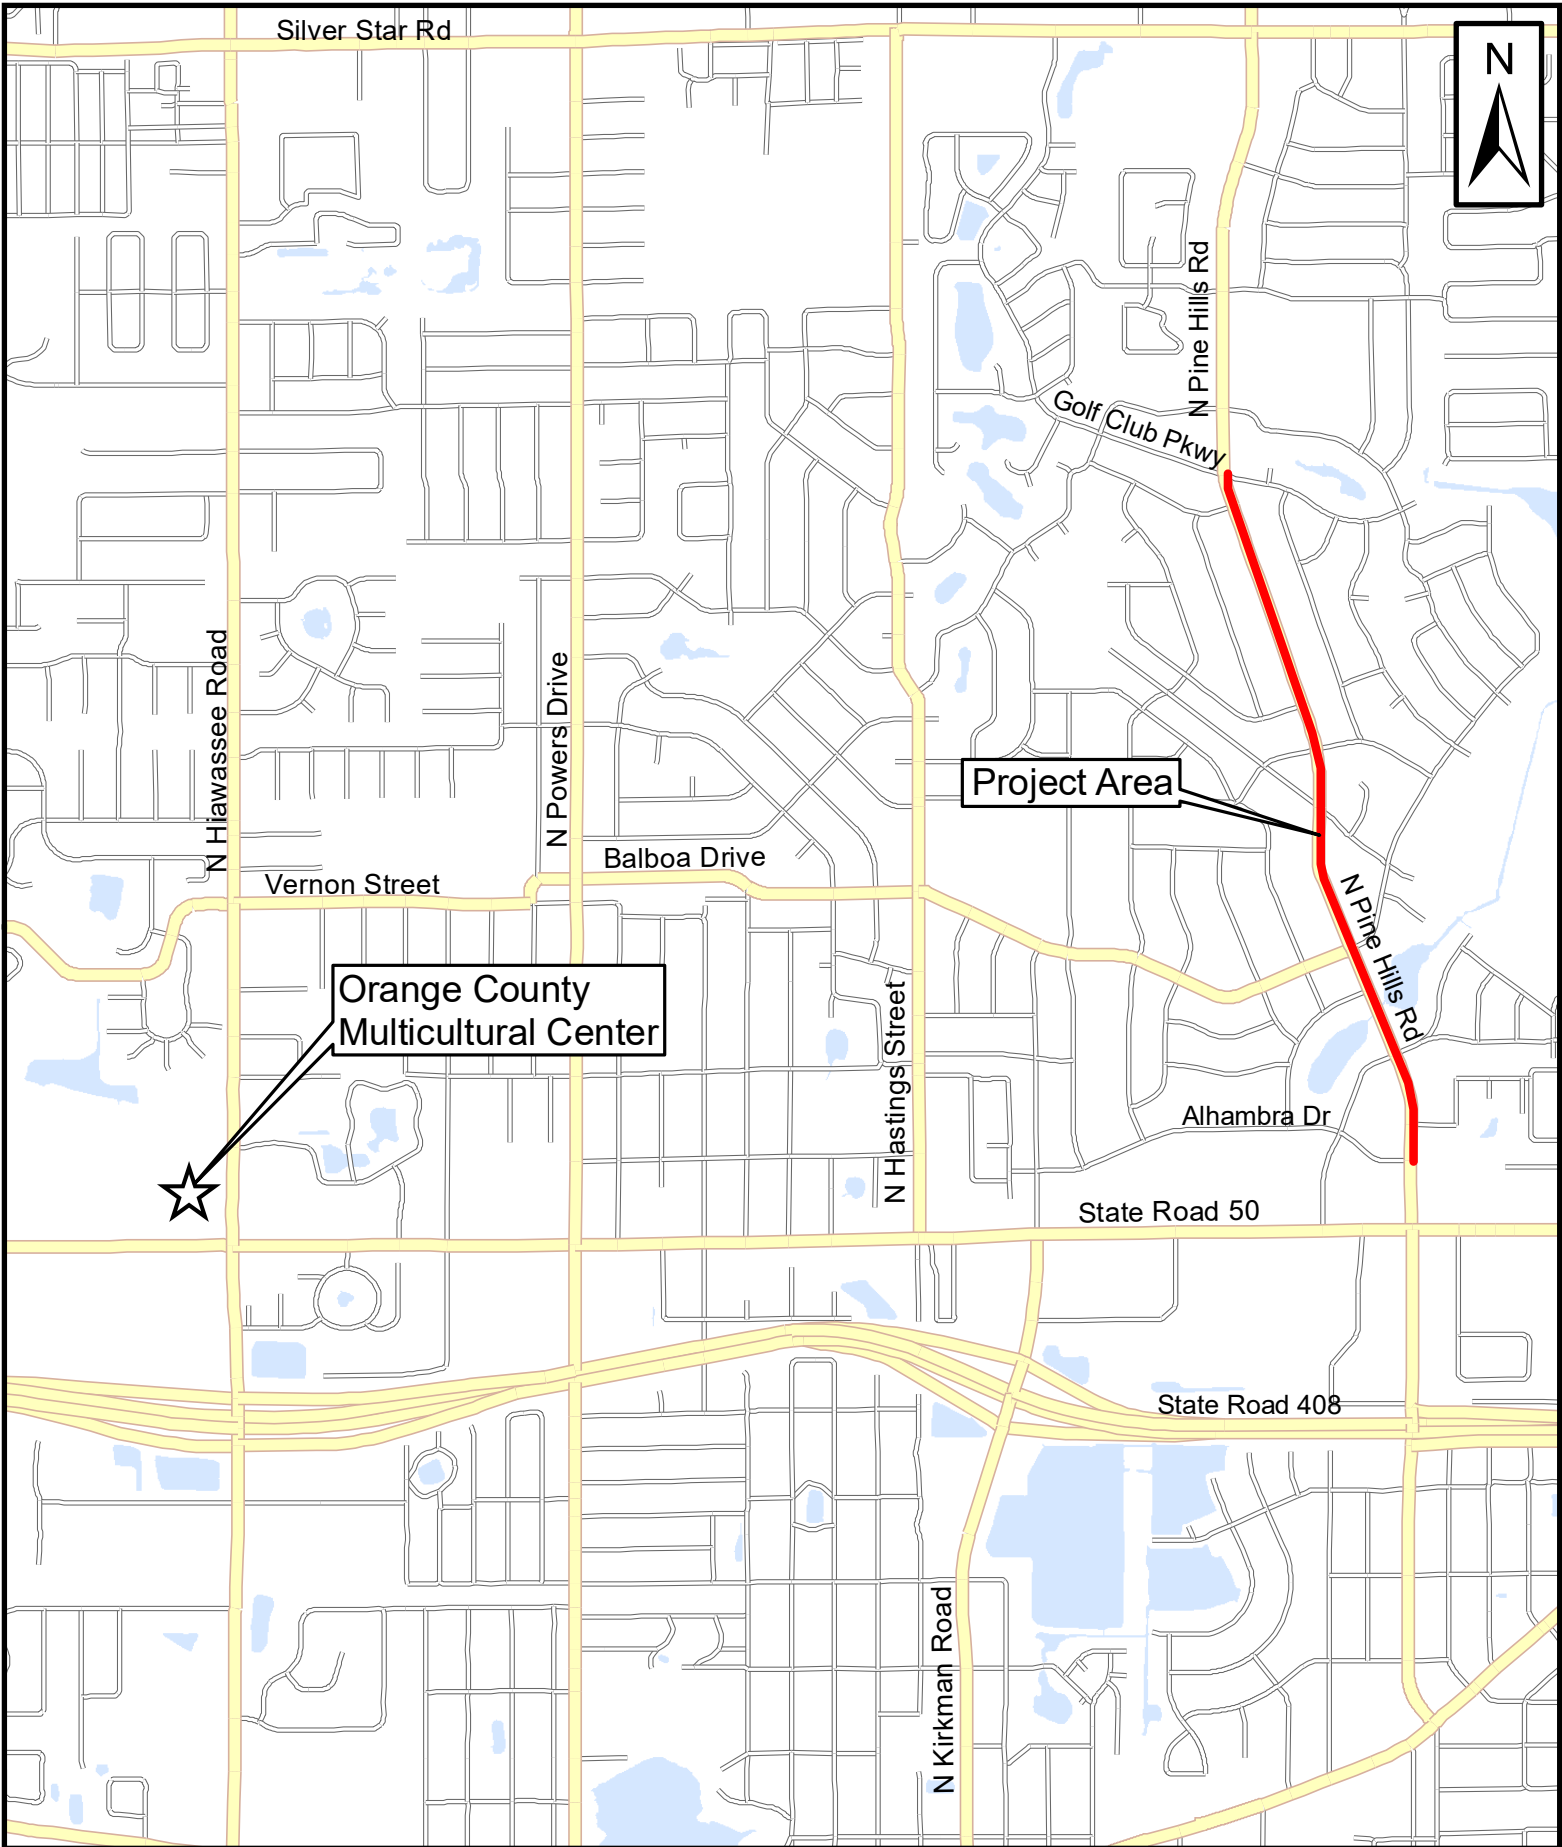 Silver Star Rd
N
N Pine Hills Rd
Golf Club Pkwy
N Hiawassee Road
N Powers Drive
Project Area
Balboa Drive
Vernon Street
N Pine Hills Rd
Orange County
Multicultural Center
N Hastings Street
Alhambra Dr
State Road 50
State Road 408
N Kirkman Road